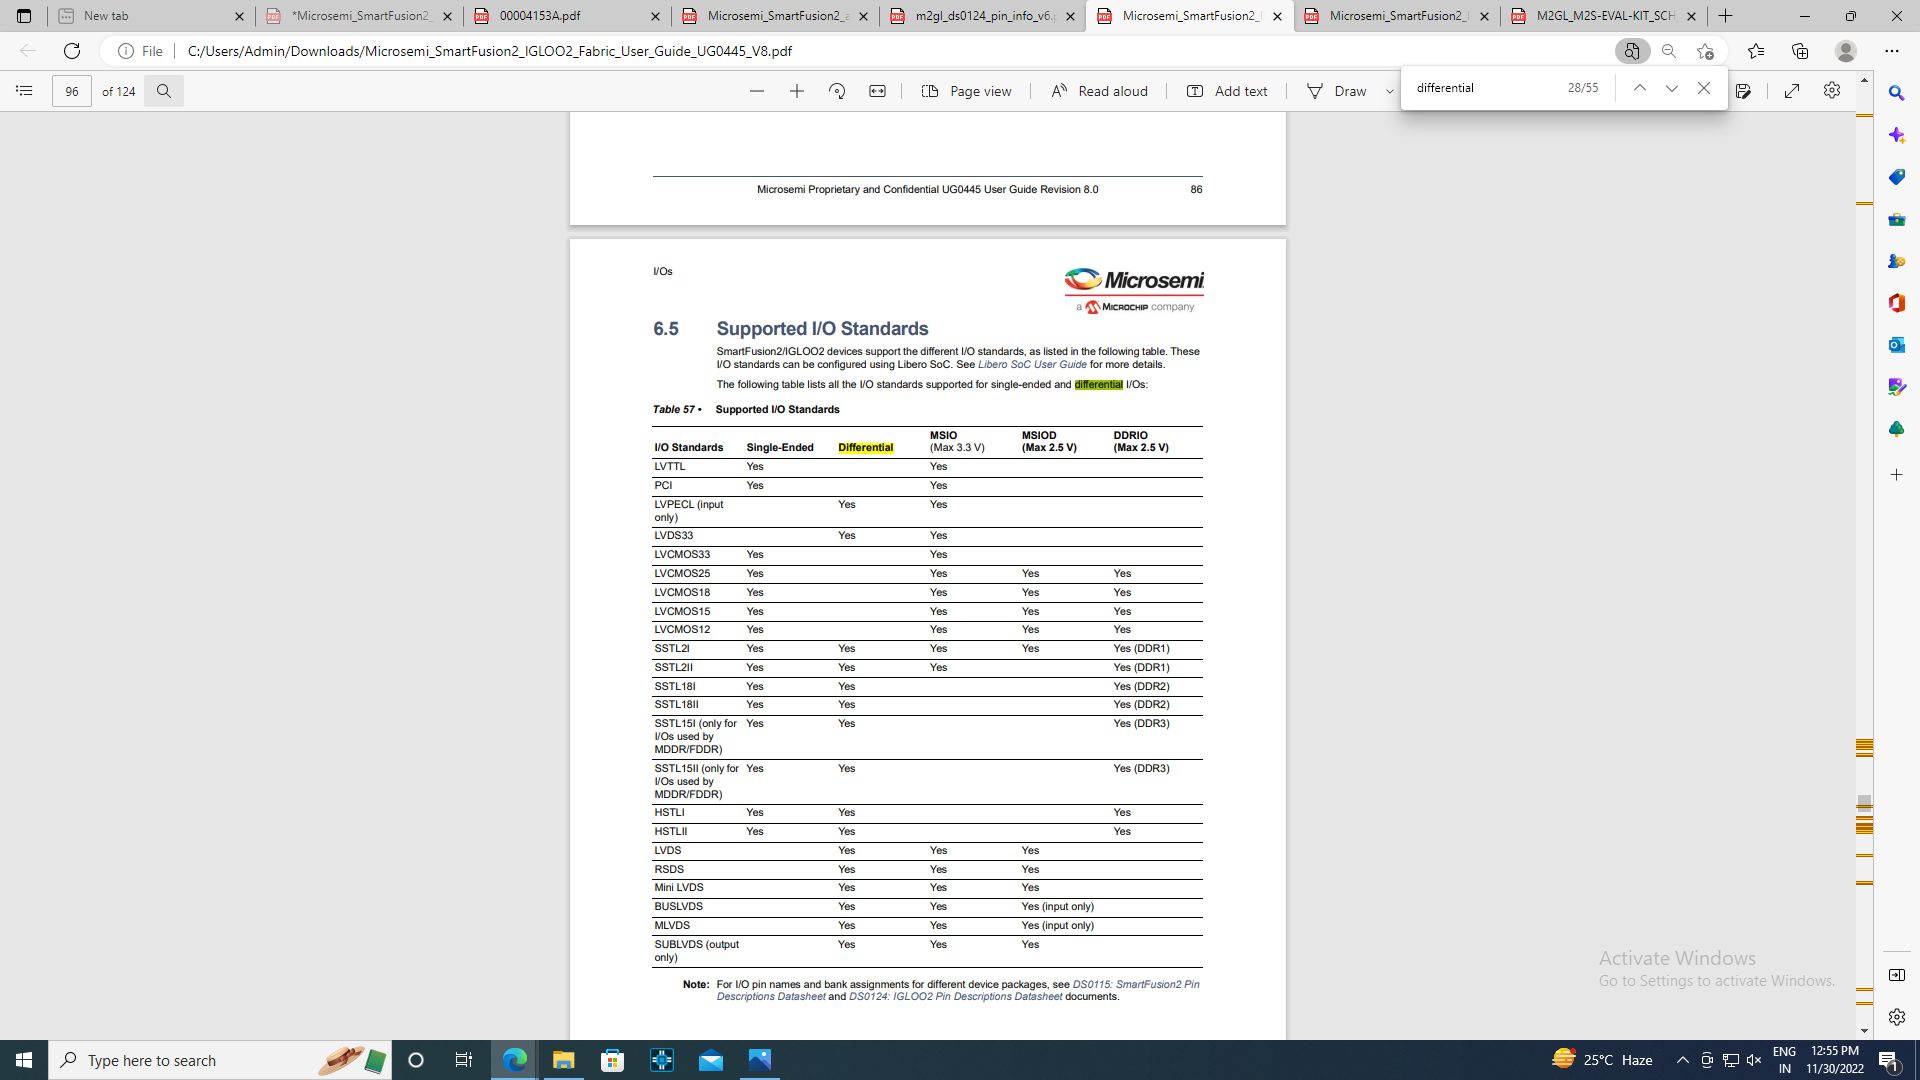 New tab
*Microsemi_SmartFusion2_
00004153A.pdf
Microsemi_SmartFusion2_a
m2gl_ds0124_pin_info_v6.p
Microsemi_SmartFusion2_I
Microsemi_SmartFusion2_I
M2GL_M2S-EVAL-KIT_SCH
File
C:/Users/Admin/Downloads/Microsemi_SmartFusion2_IGLOO2_Fabric_User_Guide_UG0445_V8.pdf
96 of 124
Page view
Read aloud
Add text
Draw
differential
28/55
Microsemi Proprietary and Confidential UG0445 User Guide Revision 8.0 86
I/Os
Microsemi
a MICROCHIP company
6.5 Supported I/O Standards
SmartFusion2/IGLOO2 devices support the different I/O standards, as listed in the following table. These
I/O standards can be configured using Libero SoC. See Libero SoC User Guide for more details.
The following table lists all the I/O standards supported for single-ended and differential I/Os:
Table 57 • Supported I/O Standards
I/O Standards Single-Ended Differential MSIO (Max 3.3 V) MSIOD (Max 2.5 V) DDRIO (Max 2.5 V)
LVTTL Yes Yes
PCI Yes Yes
LVPECL (input only) Yes Yes
LVDS33 Yes Yes
LVCMOS33 Yes Yes
LVCMOS25 Yes Yes Yes Yes
LVCMOS18 Yes Yes Yes Yes
LVCMOS15 Yes Yes Yes Yes
LVCMOS12 Yes Yes Yes Yes
SSTL2I Yes Yes Yes Yes Yes (DDR1)
SSTL2II Yes Yes Yes Yes (DDR1)
SSTL18I Yes Yes Yes (DDR2)
SSTL18II Yes Yes Yes (DDR2)
SSTL15I (only for I/Os used by MDDR/FDDR) Yes Yes Yes (DDR3)
SSTL15II (only for I/Os used by MDDR/FDDR) Yes Yes Yes (DDR3)
HSTLI Yes Yes Yes
HSTLII Yes Yes Yes
LVDS Yes Yes Yes
RSDS Yes Yes Yes
Mini LVDS Yes Yes Yes
BUSLVDS Yes Yes Yes (input only)
MLVDS Yes Yes Yes (input only)
SUBLVDS (output only) Yes Yes Yes
Note: For I/O pin names and bank assignments for different device packages, see DS0115: SmartFusion2 Pin
Descriptions Datasheet and DS0124: IGLOO2 Pin Descriptions Datasheet documents.
Activate Windows
Go to Settings to activate Windows.
Type here to search
25°C Haze
ENG
IN
12:55 PM
11/30/2022
1